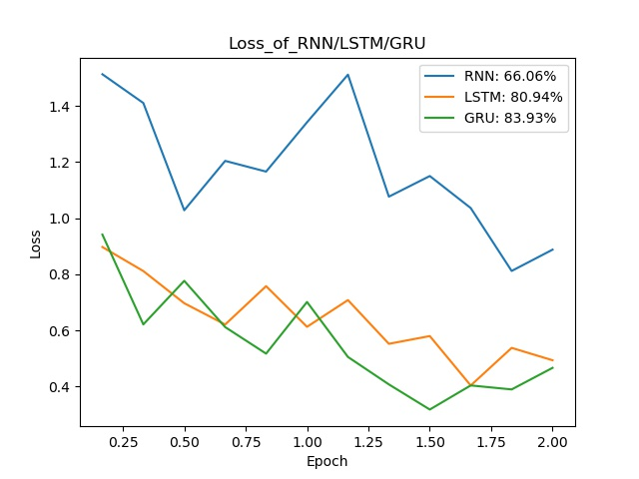 Loss_of_RNN/LSTM/GRU
RNN: 66.06%
LSTM: 80.94%
GRU: 83.93%
1.4
1.2
1.0
0.8
0.6
0.4
Loss
0.25 0.50 0.75 1.00 1.25 1.50 1.75 2.00
Epoch